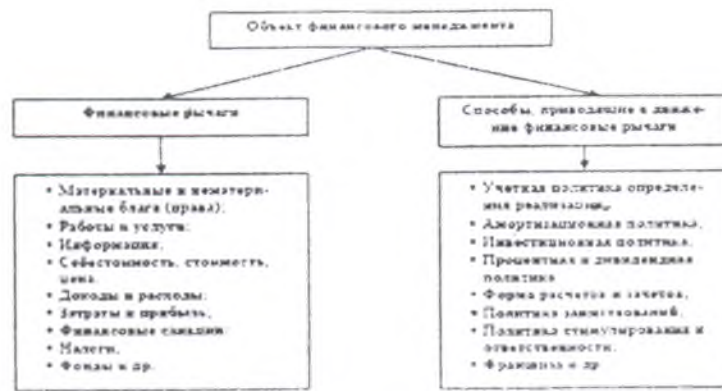 Объект финансового менеджмента
Финансовые рычаги
Способы, приводящие в движе-
ние финансовые рычаги
• Материальные и нематери-
альные блага (права);
• Работы и услуги;
• Информация;
• Себестоимость, стоимость,
цена;
• Доходы и расходы;
• Затраты и прибыль;
• Финансовые санкции;
• Налоги;
• Фонды и др.
• Учетная политика определе-
ния реализации;
• Амортизационная политика;
• Инвестиционная политика;
• Процентная и дивидендная
политика
• Форма расчетов и зачетов;
• Политика заимствований;
• Политика стимулирования и
ответственности;
• Франшиза и др.